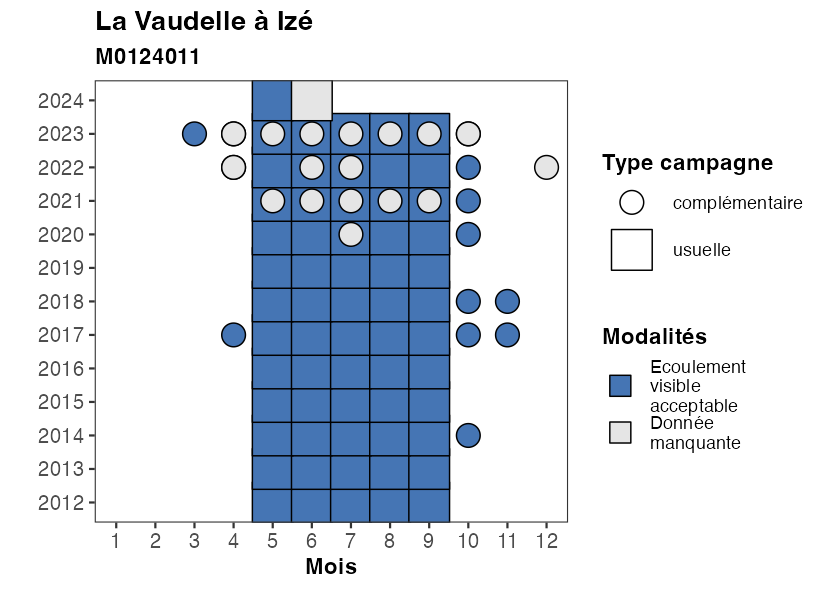 La Vaudelle à Izé
M0124011
2024
2023
2022
2021
2020
2019
2018
2017
2016
2015
2014
2013
2012
1 2 3 4 5 6 7 8 9 10 11 12
Mois
Type campagne
complémentaire
usuelle
Modalités
Ecoulement
visible
acceptable
Donnée
manquante